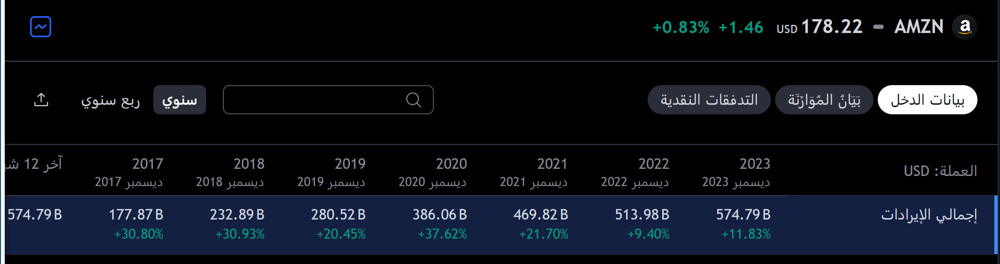 AMZN – 178.22 USD +1.46 +0.83%
بيانات الدخل بَيَانُ المُوَازَنَة التدفقات النقدية سنوي ربع سنوي
العملة: USD 2023 2022 2021 2020 2019 2018 2017 آخر 12
ديسمبر 2023 ديسمبر 2022 ديسمبر 2021 ديسمبر 2020 ديسمبر 2019 ديسمبر 2018 ديسمبر 2017
إجمالي الإيرادات 574.79 B 513.98 B 469.82 B 386.06 B 280.52 B 232.89 B 177.87 B 574.79 B
+11.83% +9.40% +21.70% +37.62% +20.45% +30.93% +30.80%